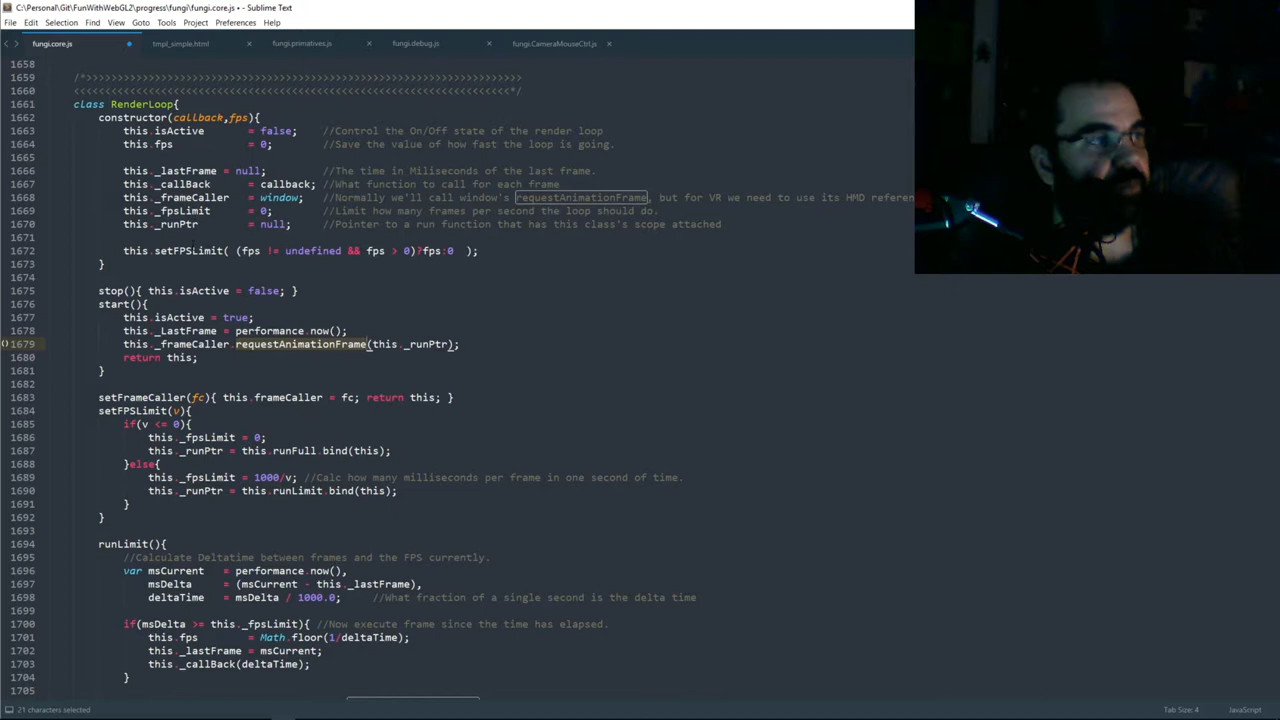 C:\Personal\Git\FunWithWebGL2\progress\fungi\fungi.core.js • - Sublime Text
File Edit Selection Find View Goto Tools Project Preferences Help
fungi.core.js tmpl_simple.html fungi.primatives.js fungi.debug.js fungi.CameraMouseCtrl.js
1658
1659 /*>>>>>>>>>>>>>>>>>>>>>>>>>>>>>>>>>>>>>>>>>>>>>>>>>>>>>>>>>>>>>>>>>>>>>>
1660 <<<<<<<<<<<<<<<<<<<<<<<<<<<<<<<<<<<<<<<<<<<<<<<<<<<<<<<<<<<<<<<<<<<<<<*/
1661 class RenderLoop{
1662 constructor(callback,fps){
1663 this.isActive = false; //Control the On/Off state of the render loop
1664 this.fps = 0; //Save the value of how fast the loop is going.
1665
1666 this._lastFrame = null; //The time in Miliseconds of the last frame.
1667 this._callBack = callback; //What function to call for each frame
1668 this._frameCaller = window; //Normally we'll call window's requestAnimationFrame, but for VR we need to use its HMD referen
1669 this._fpsLimit = 0; //Limit how many frames per second the loop should do.
1670 this._runPtr = null; //Pointer to a run function that has this class's scope attached
1671
1672 this.setFPSLimit( (fps != undefined && fps > 0)?fps:0 );
1673 }
1674
1675 stop(){ this.isActive = false; }
1676 start(){
1677 this.isActive = true;
1678 this._LastFrame = performance.now();
1679 this._frameCaller.requestAnimationFrame(this._runPtr);
1680 return this;
1681 }
1682
1683 setFrameCaller(fc){ this.frameCaller = fc; return this; }
1684 setFPSLimit(v){
1685 if(v <= 0){
1686 this._fpsLimit = 0;
1687 this._runPtr = this.runFull.bind(this);
1688 }else{
1689 this._fpsLimit = 1000/v; //Calc how many milliseconds per frame in one second of time.
1690 this._runPtr = this.runLimit.bind(this);
1691 }
1692 }
1693
1694 runLimit(){
1695 //Calculate Deltatime between frames and the FPS currently.
1696 var msCurrent = performance.now(),
1697 msDelta = (msCurrent - this._lastFrame),
1698 deltaTime = msDelta / 1000.0; //What fraction of a single second is the delta time
1699
1700 if(msDelta >= this._fpsLimit){ //Now execute frame since the time has elapsed.
1701 this.fps = Math.floor(1/deltaTime);
1702 this._lastFrame = msCurrent;
1703 this._callBack(deltaTime);
1704 }
1705
21 characters selected Tab Size: 4 JavaScript